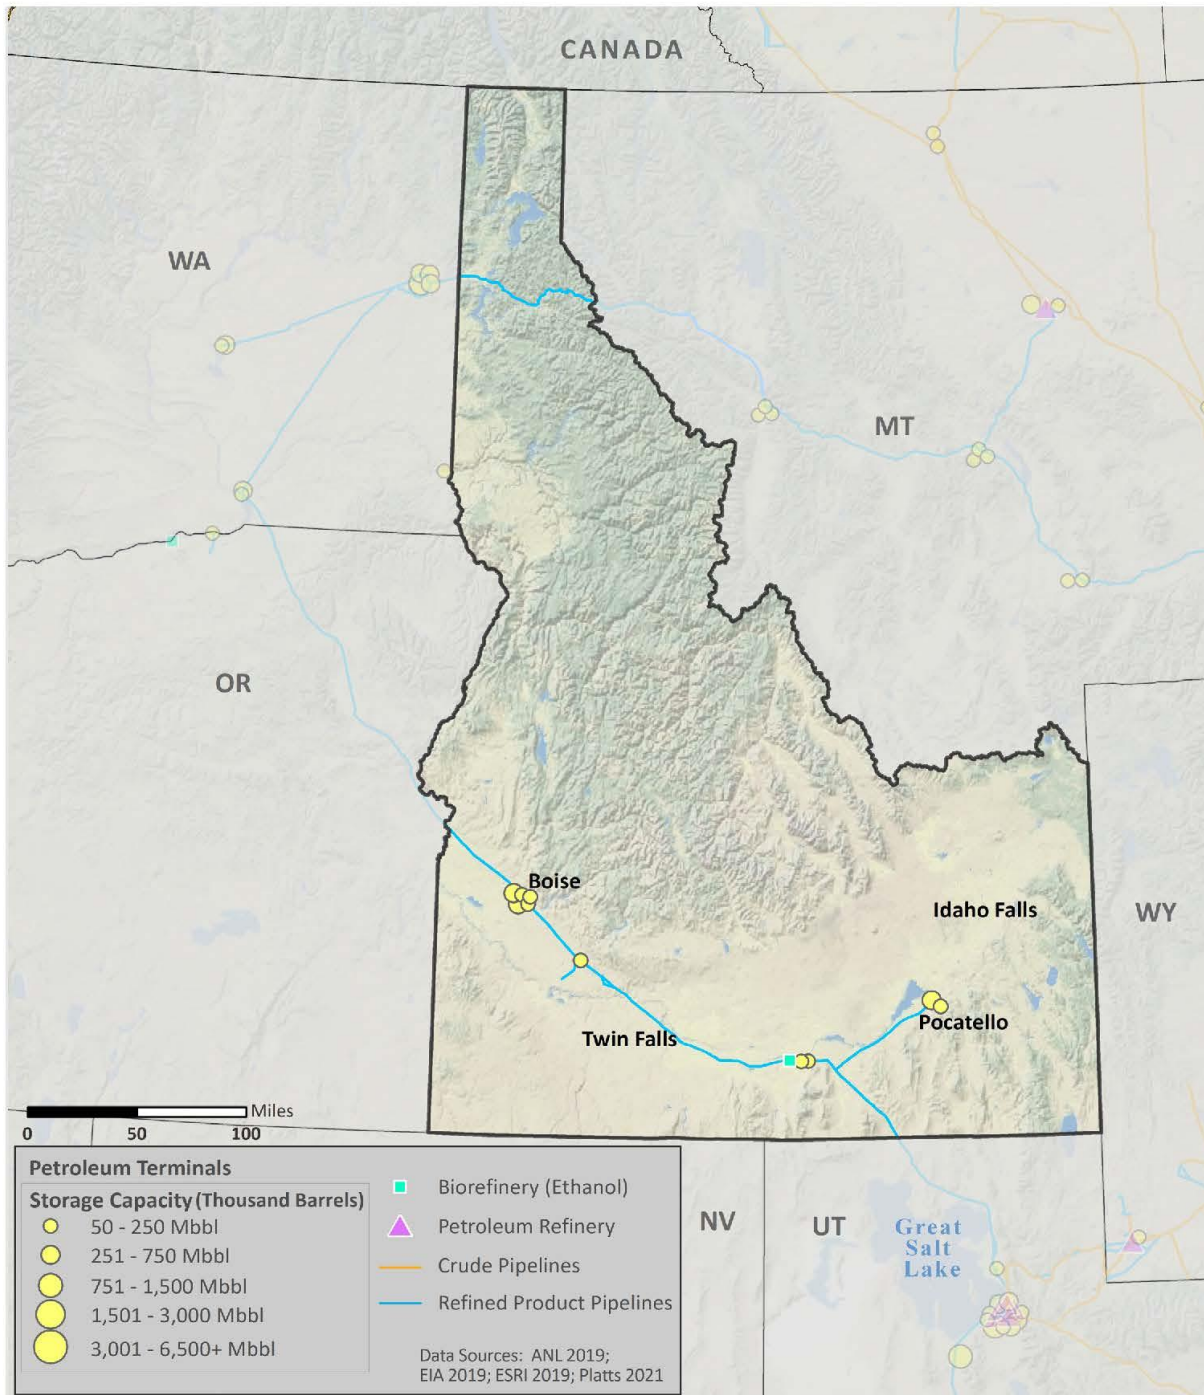 CANADA
WA
MT
OR
Boise
Idaho Falls
WY
Pocatello
Twin Falls
Miles
0 50 100
NV
UT
Great
Salt
Lake
Petroleum Terminals
Storage Capacity (Thousand Barrels)
50 - 250 Mbbl
251 - 750 Mbbl
751 - 1,500 Mbbl
1,501 - 3,000 Mbbl
3,001 - 6,500+ Mbbl
Biorefinery (Ethanol)
Petroleum Refinery
Crude Pipelines
Refined Product Pipelines
Data Sources: ANL 2019;
EIA 2019; ESRI 2019; Platts 2021